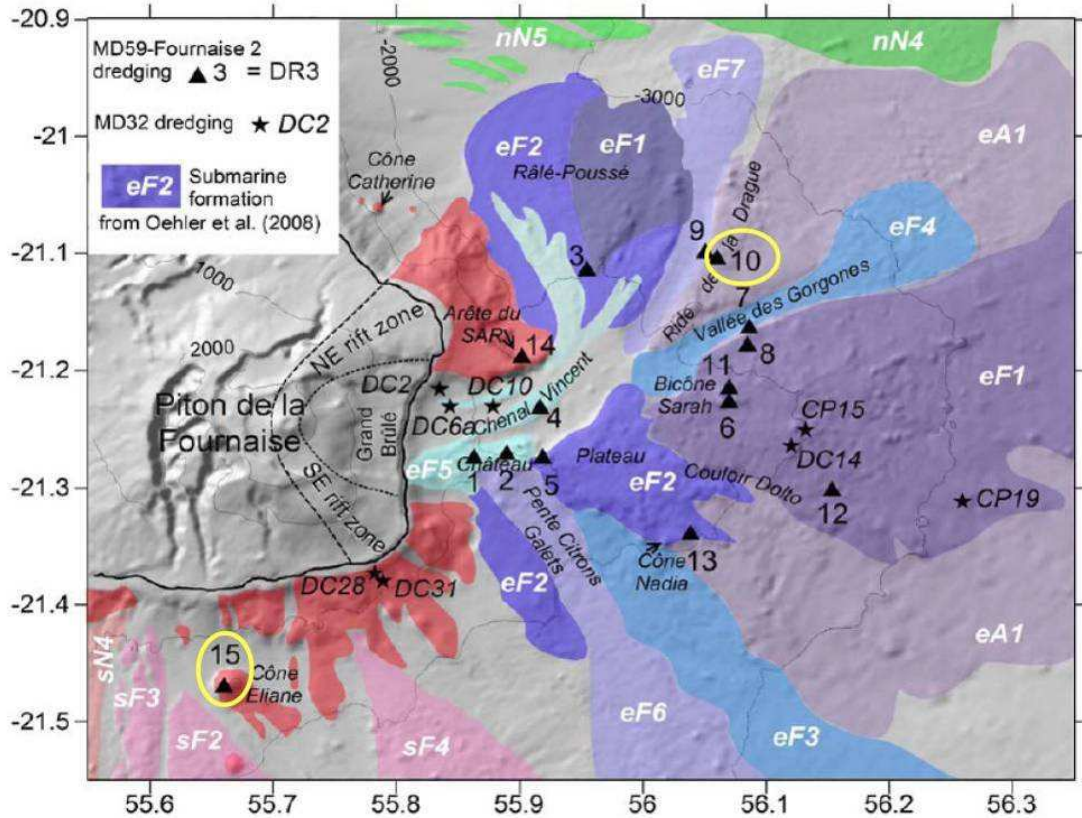 MD59-Fournaise 2
dredging ▲ 3 = DR3
MD32 dredging ★ DC2
eF2 Submarine
formation
from Oehler et al. (2008)
-20.9
-21
-21.1
-21.2
-21.3
-21.4
-21.5
55.6
55.7
55.8
55.9
56
56.1
56.2
56.3
-2000
-3000
1000
2000
nN5
nN4
eF7
eA1
eF2
eF1
Râlé-Poussé
Cône
Catherine
Ride de la Drague
eF4
9
10
3
7
Vallée des Gorgones
8
Arête du
SAR
14
NE rift zone
Piton de la
Fournaise
Grand
Brûlé
SE rift zone
DC2
DC10
DC6a
Chenal Vincent
4
11
Bicône
Sarah
6
eF1
CP15
DC14
CP19
12
eF5
Château
1
2
5
Plateau
eF2
Couloir Dolto
Pente Citrons
Galets
13
Cône
Nadia
eF2
DC28
DC31
eA1
15
Cône
Eliane
sN4
sF3
sF2
sF4
eF6
eF3